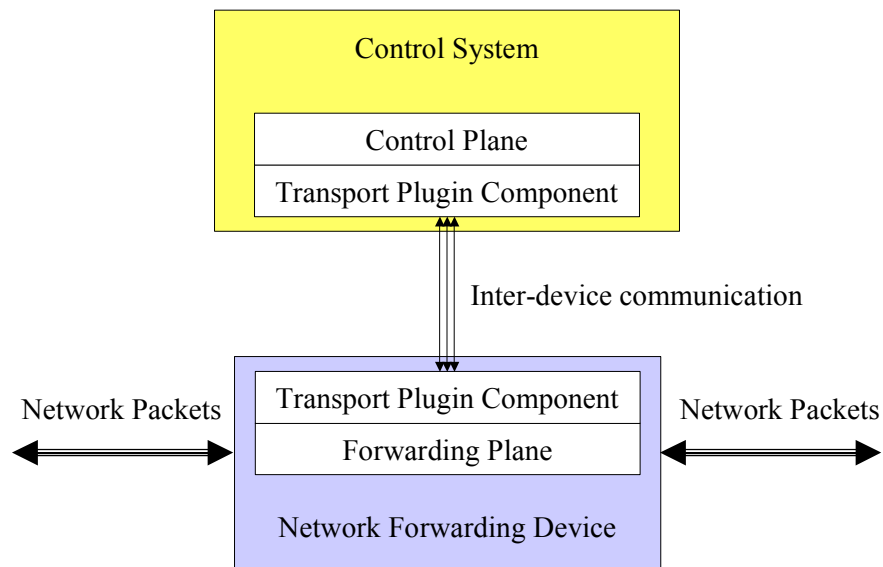 Control System
Control Plane
Transport Plugin Component
Inter-device communication
Transport Plugin Component
Network Packets
Network Packets
Forwarding Plane
Network Forwarding Device